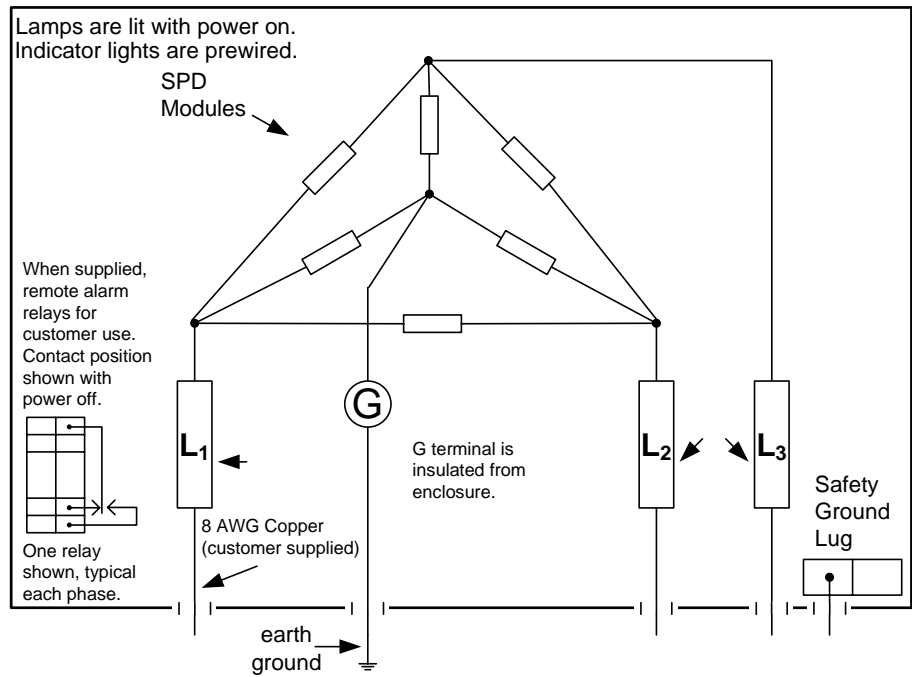 Lamps are lit with power on.
Indicator lights are prewired.
SPD
Modules
When supplied,
remote alarm
relays for
customer use.
Contact position
shown with
power off.
One relay
shown, typical
each phase.
L1
G
G terminal is
insulated from
enclosure.
L2
L3
8 AWG Copper
(customer supplied)
Safety
Ground
Lug
earth
ground